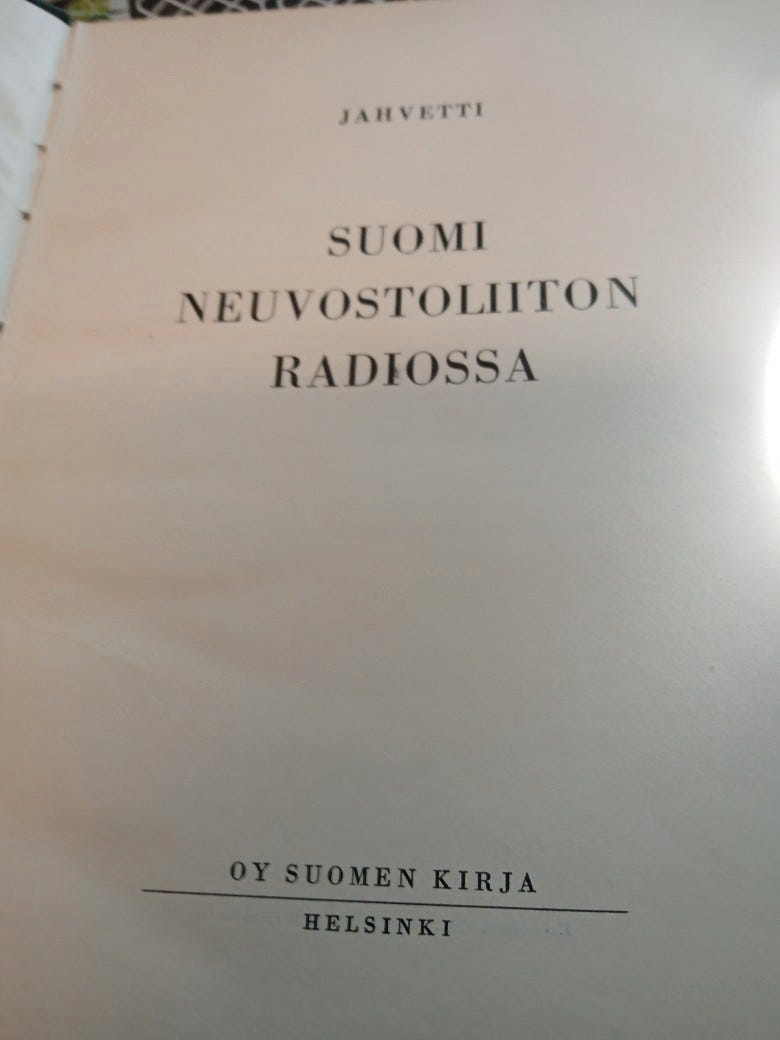 JAHVETTI
SUOMI
NEUVOSTOLIITON
RADIOSSA
OY SUOMEN KIRJA
HELSINKI